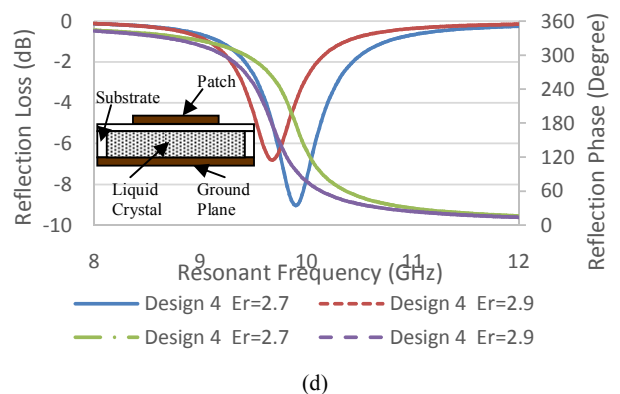 Reflection Loss (dB)
0
-2
-4
-6
-8
-10
360
300
240
180
120
60
0
Reflection Phase (Degree)
Patch
Substrate
Liquid
Crystal
Ground
Plane
8
9
10
11
12
Resonant Frequency (GHz)
Design 4 Er=2.7
Design 4 Er=2.9
Design 4 Er=2.7
Design 4 Er=2.9
(d)